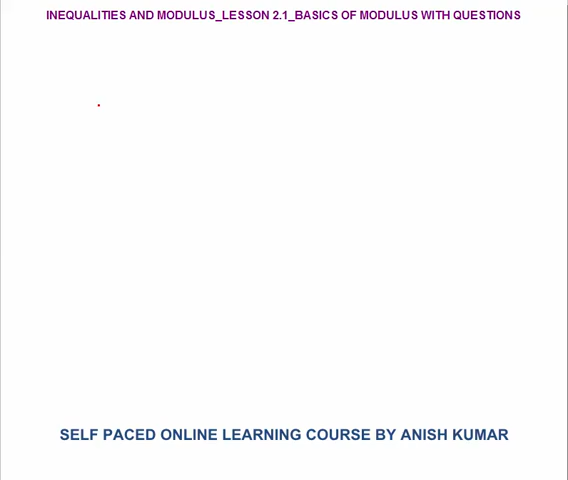 INEQUALITIES AND MODULUS_LESSON 2.1_BASICS OF MODULUS WITH QUESTIONS
SELF PACED ONLINE LEARNING COURSE BY ANISH KUMAR